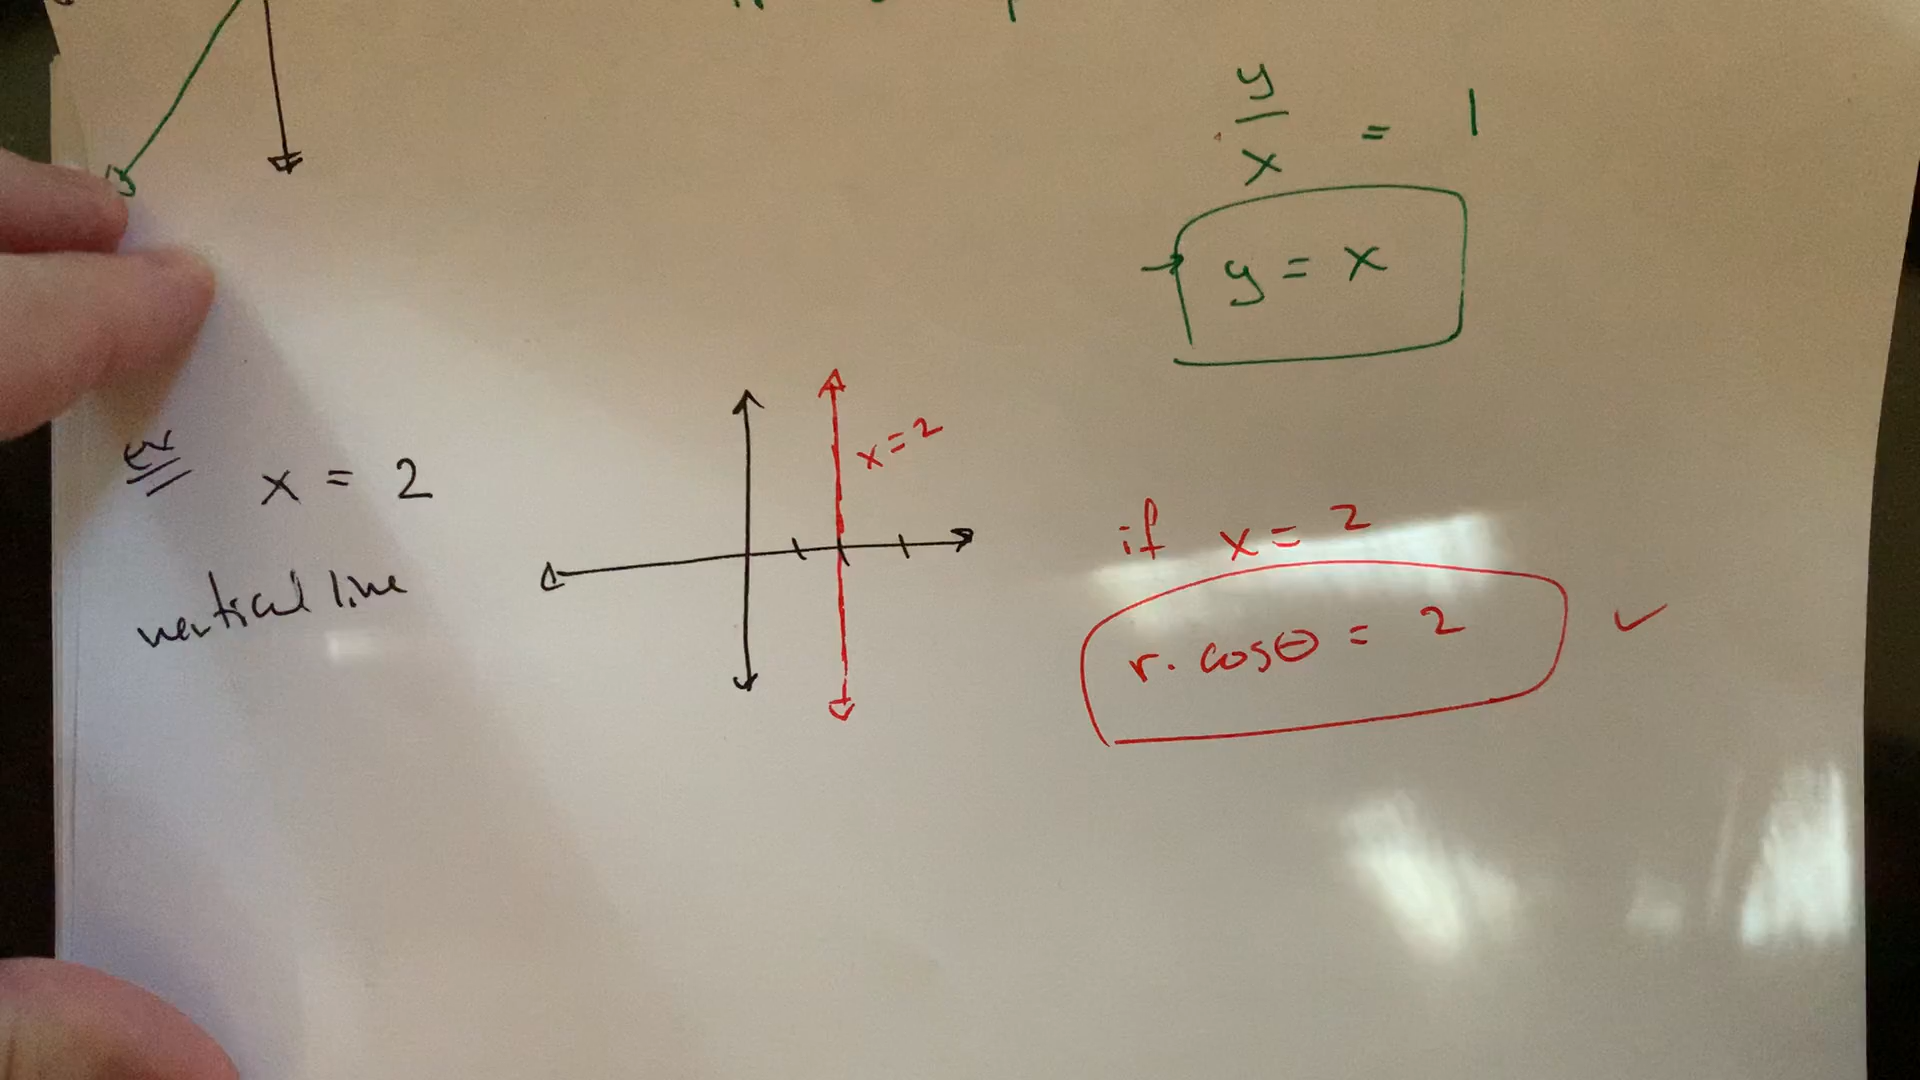 y/x = 1
y = x
ex x = 2
vertical line
x = 2
if x = 2
r. cosθ = 2